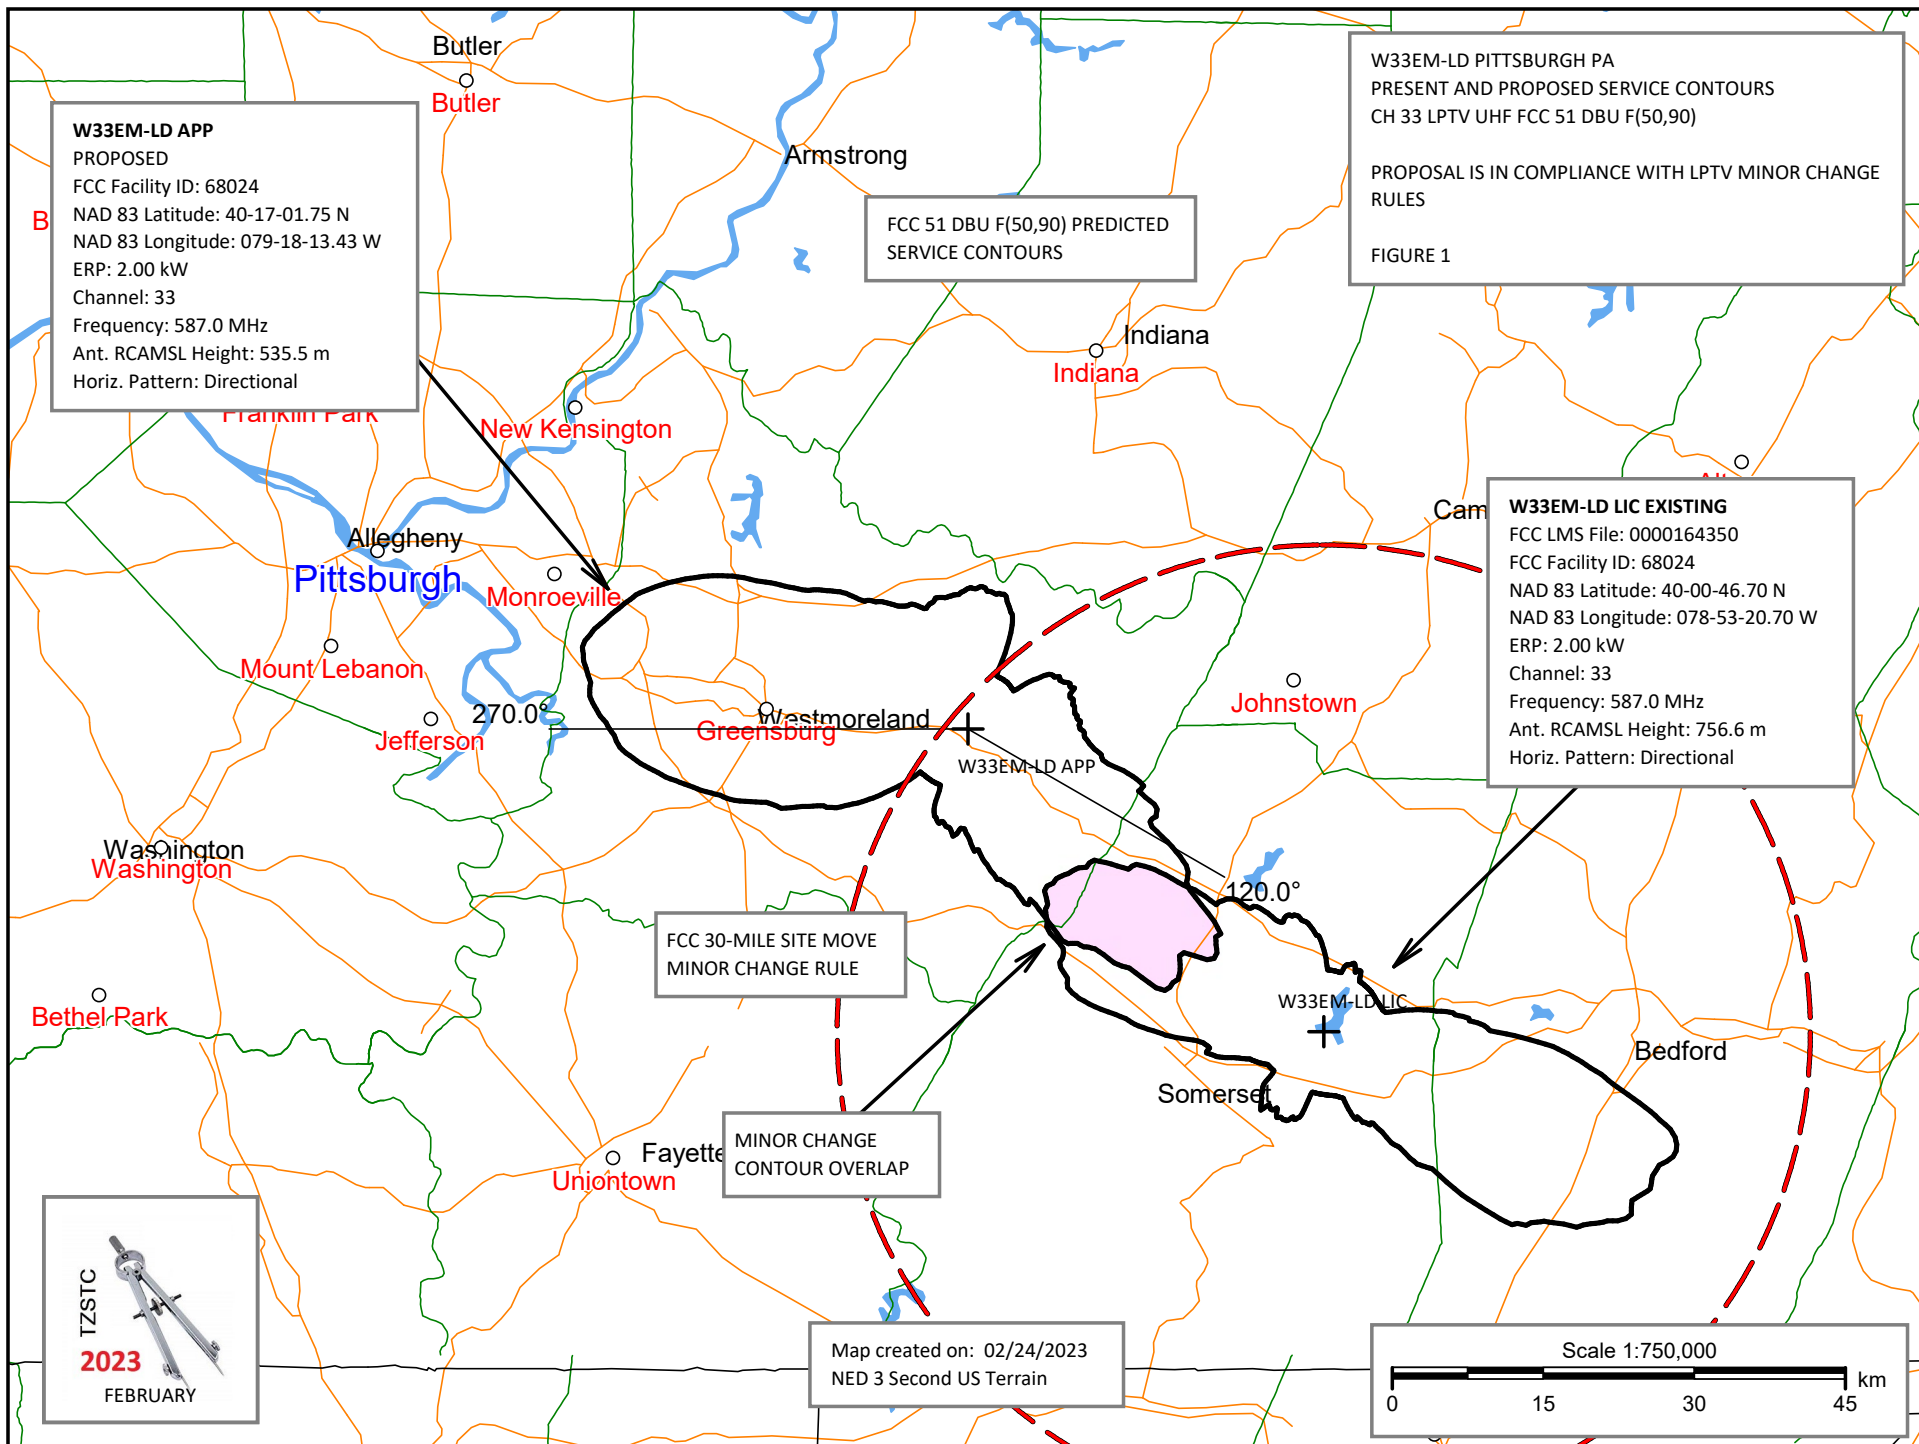 Butler
Butler
W33EM-LD APP
PROPOSED
FCC Facility ID: 68024
NAD 83 Latitude: 40-17-01.75 N
NAD 83 Longitude: 079-18-13.43 W
ERP: 2.00 kW
Channel: 33
Frequency: 587.0 MHz
Ant. RCAMSL Height: 535.5 m
Horiz. Pattern: Directional
W33EM-LD PITTSBURGH PA
PRESENT AND PROPOSED SERVICE CONTOURS
CH 33 LPTV UHF FCC 51 DBU F(50,90)
PROPOSAL IS IN COMPLIANCE WITH LPTV MINOR CHANGE
RULES
FIGURE 1
Armstrong
FCC 51 DBU F(50,90) PREDICTED
SERVICE CONTOURS
B
Indiana
Indiana
Franklin Park
New Kensington
W33EM-LD LIC EXISTING
FCC LMS File: 0000164350
FCC Facility ID: 68024
NAD 83 Latitude: 40-00-46.70 N
NAD 83 Longitude: 078-53-20.70 W
ERP: 2.00 kW
Channel: 33
Frequency: 587.0 MHz
Ant. RCAMSL Height: 756.6 m
Horiz. Pattern: Directional
Cam
Allegheny
Pittsburgh
Monroeville
Mount Lebanon
Johnstown
270.0°
Westmoreland
Greensburg
Jefferson
W33EM-LD APP
Washington
Washington
120.0°
FCC 30-MILE SITE MOVE
MINOR CHANGE RULE
Bethel Park
W33EM-LD LIC
Bedford
Somerset
MINOR CHANGE
CONTOUR OVERLAP
Fayette
Uniontown
TZSTC
2023
FEBRUARY
Map created on: 02/24/2023
NED 3 Second US Terrain
Scale 1:750,000
km
0 15 30 45